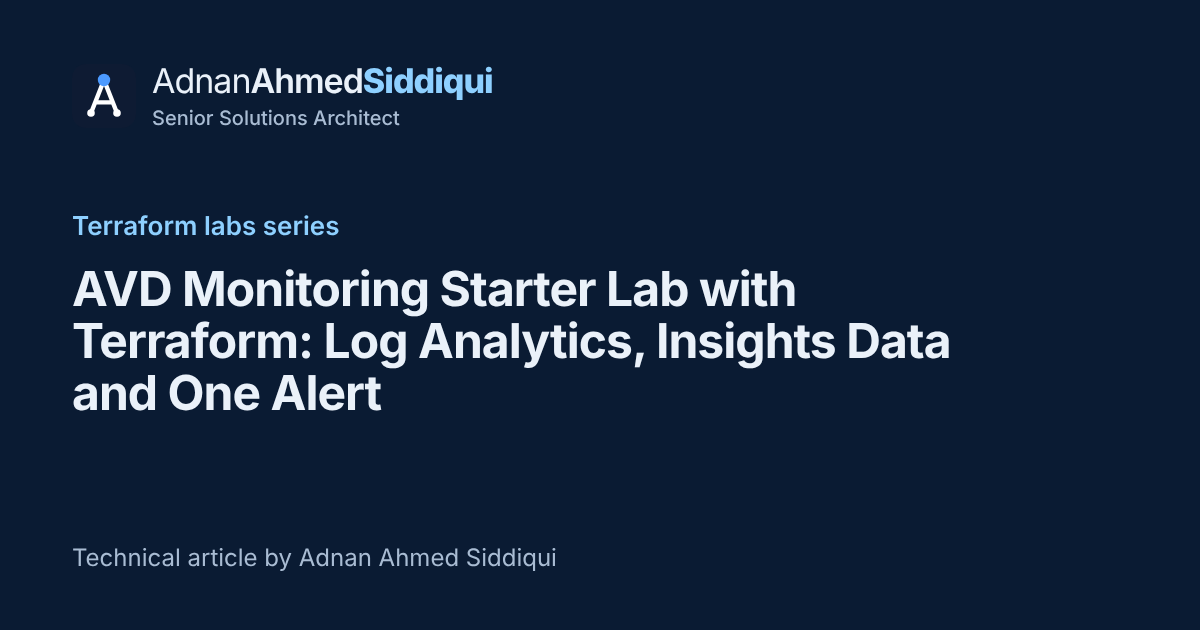 AdnanAhmedSiddiqui
Senior Solutions Architect
Terraform labs series
AVD Monitoring Starter Lab with
Terraform: Log Analytics, Insights Data
and One Alert
Technical article by Adnan Ahmed Siddiqui